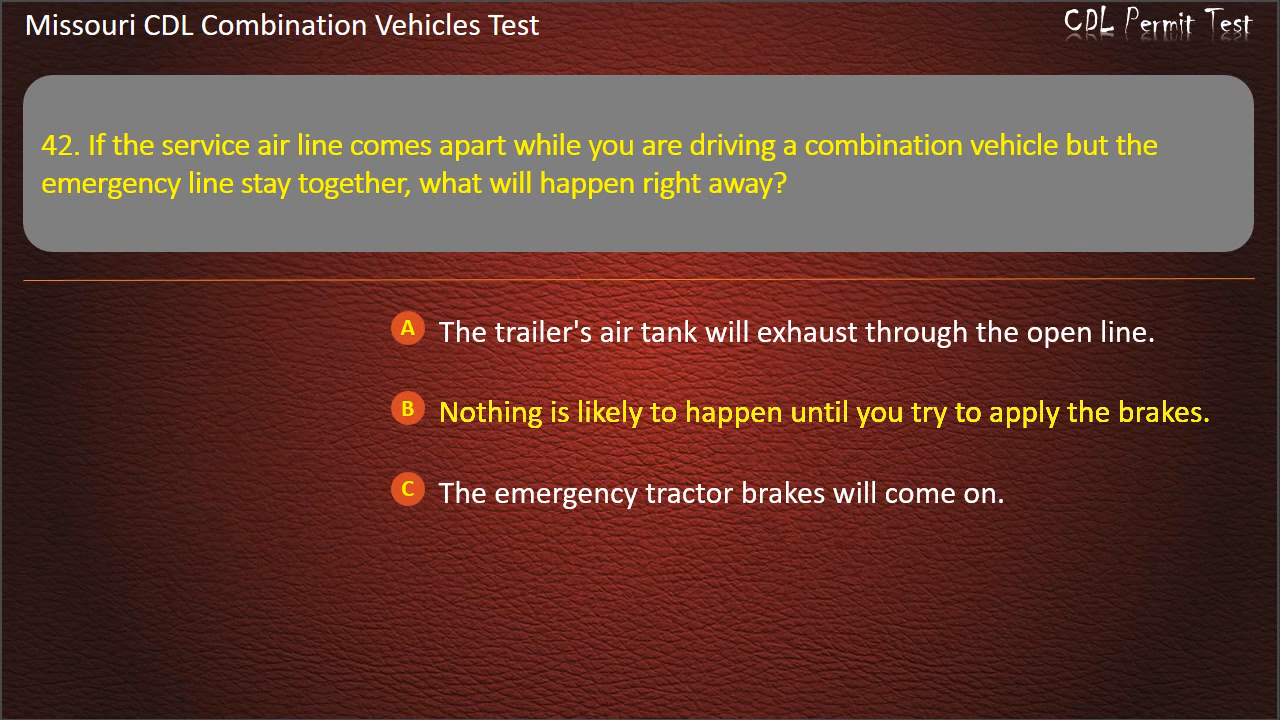 Missouri CDL Combination Vehicles Test
CDL Permit Test
42. If the service air line comes apart while you are driving a combination vehicle but the
emergency line stay together, what will happen right away?
A The trailer's air tank will exhaust through the open line.
B Nothing is likely to happen until you try to apply the brakes.
C The emergency tractor brakes will come on.